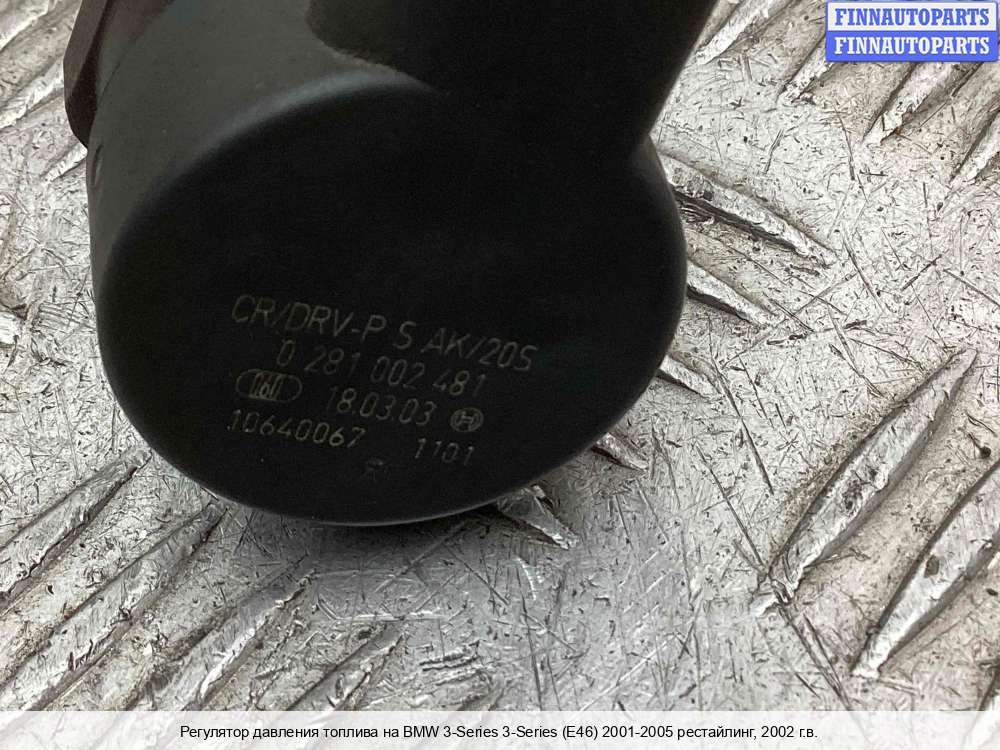 FINNAUTOPARTS
FINNAUTOPARTS
CR/DRV-P S AK/20S
0 281 002 481
18.03.03
10640067 1101
Регулятор давления топлива на BMW 3-Series 3-Series (E46) 2001-2005 рестайлинг, 2002 г.в.